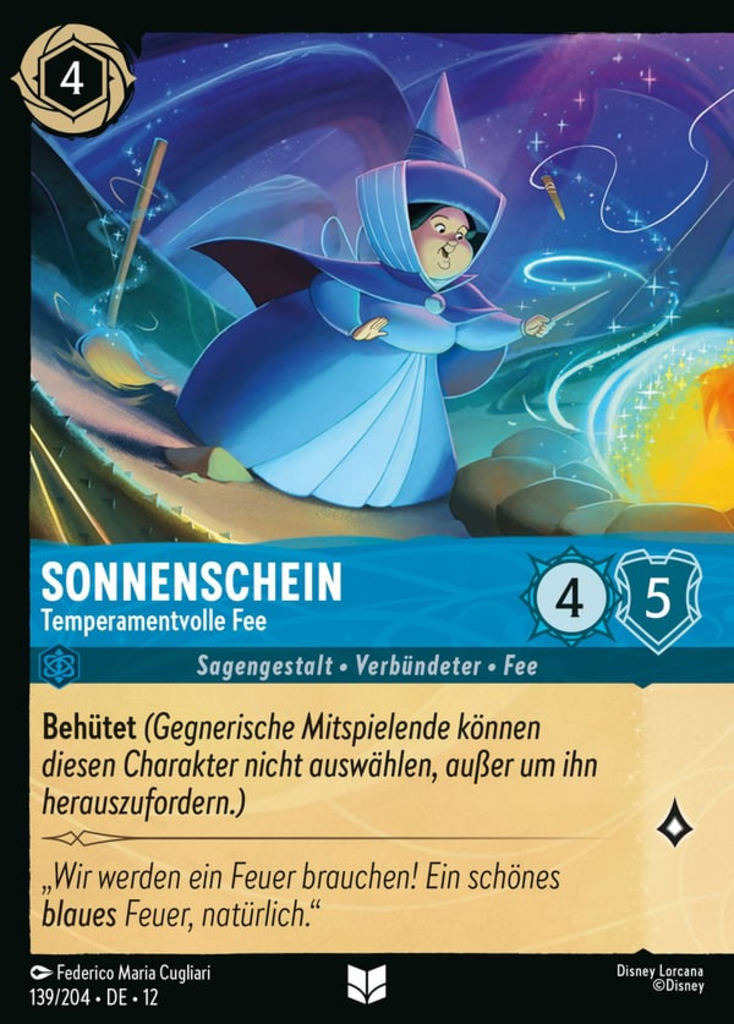 4
SONNENSCHEIN
Temperamentvolle Fee
4 5
Sagengestalt • Verbündeter • Fee
Behütet (Gegnerische Mitspielende können
diesen Charakter nicht auswählen, außer um ihn
herauszufordern.)
„Wir werden ein Feuer brauchen! Ein schönes
blaues Feuer, natürlich.“
Federico Maria Cugliari
139/204 • DE • 12
Disney Lorcana
©Disney